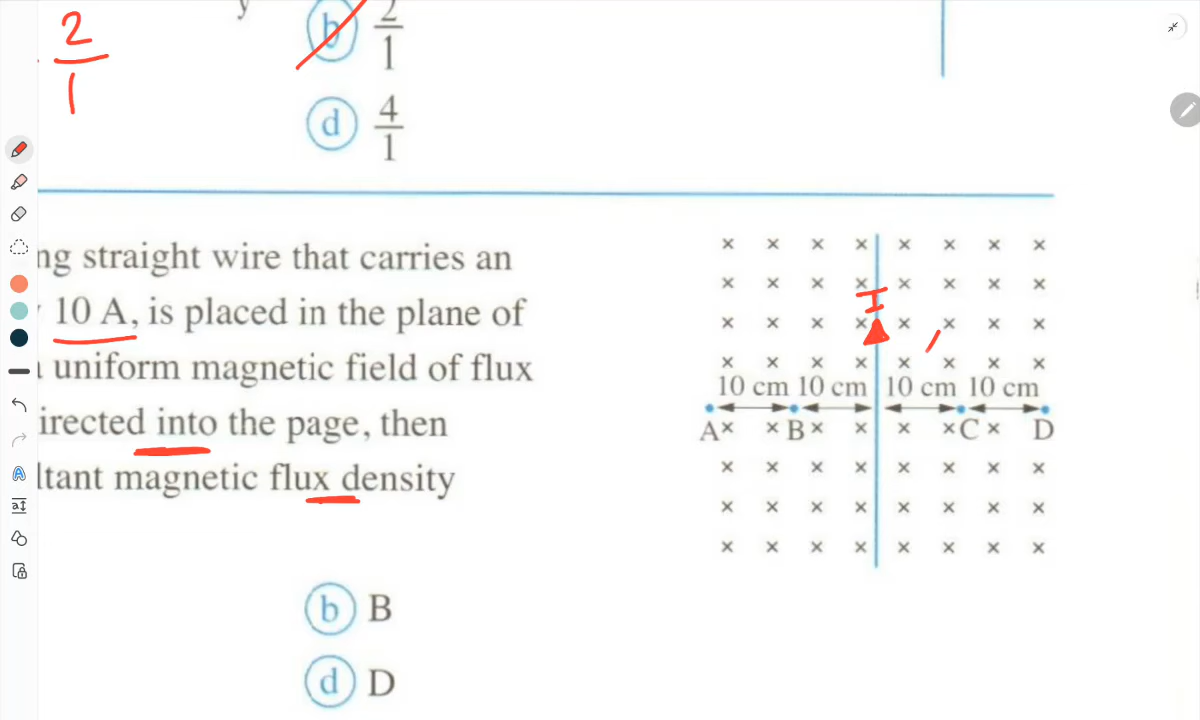 2
1
2
1
d 4
1
ng straight wire that carries an
10 A, is placed in the plane of
uniform magnetic field of flux
irected into the page, then
ltant magnetic flux density
b B
d D
I
10 cm 10 cm 10 cm 10 cm
A B C D